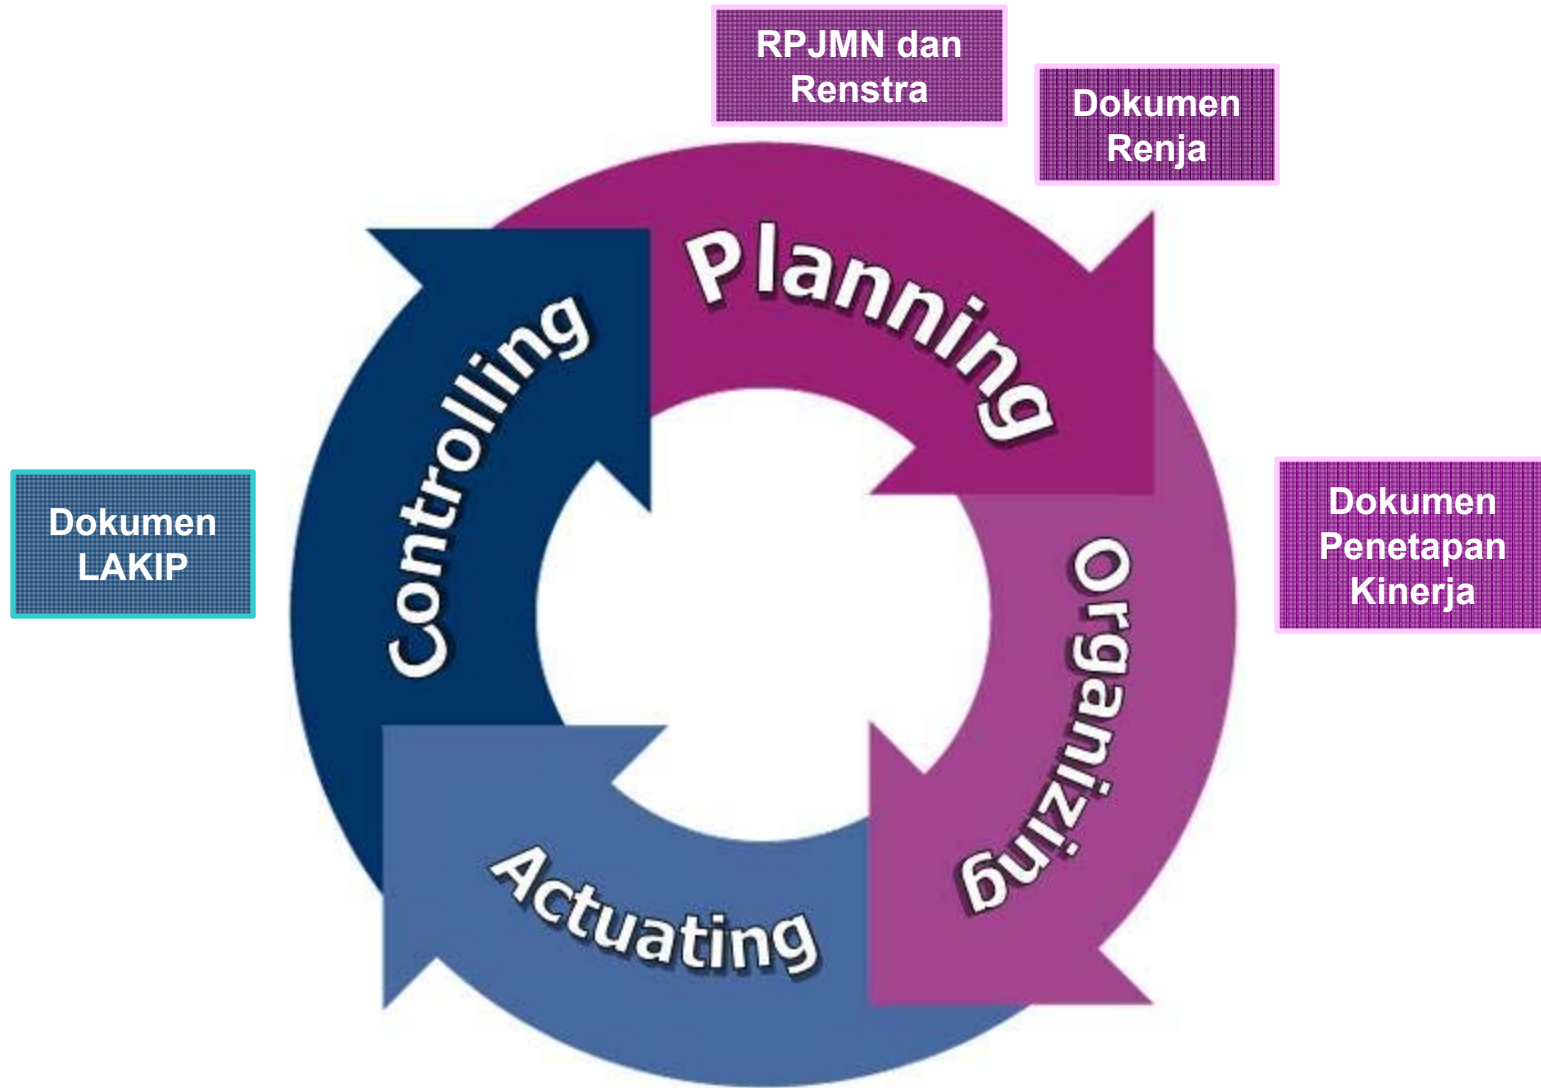 RPJMN dan
Renstra
Dokumen
Renja
Planning
Controlling
Dokumen
LAKIP
Organizing
Dokumen
Penetapan
Kinerja
Actuating